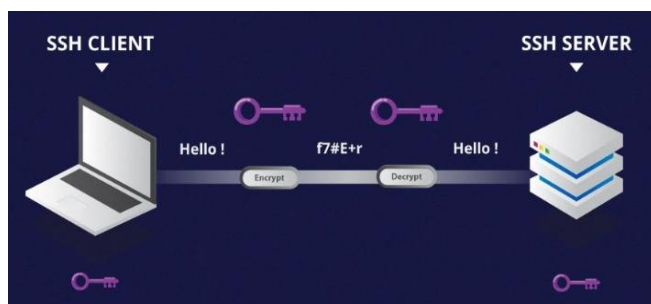 SSH CLIENT
SSH SERVER
Hello !
f7#E+r
Hello !
Encrypt
Decrypt